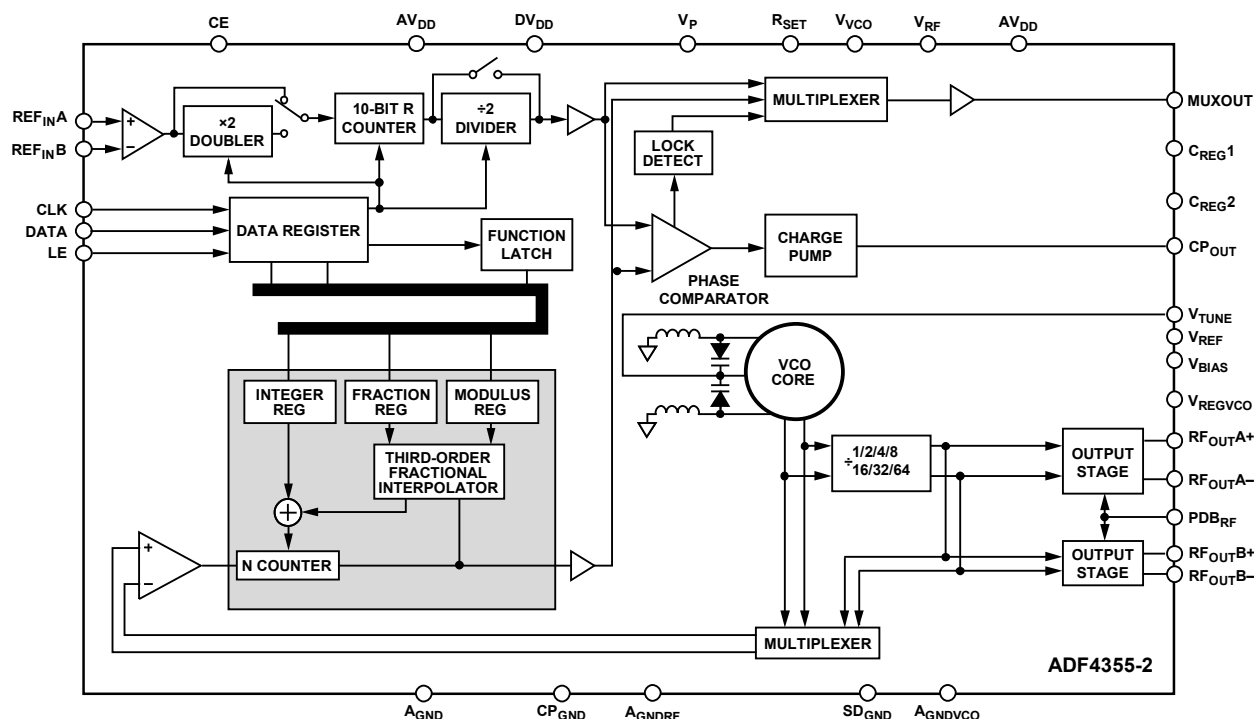 CE
AVDD
DVDD
VP
RSET
VVCO
VRF
AVDD
REFINA
REFINB
×2
DOUBLER
10-BIT R
COUNTER
÷2
DIVIDER
MULTIPLEXER
MUXOUT
LOCK
DETECT
CREG1
CREG2
CLK
DATA
LE
DATA REGISTER
FUNCTION
LATCH
CHARGE
PUMP
CPOUT
PHASE
COMPARATOR
VTUNE
VREF
VBIAS
VREGVCO
VCO
CORE
INTEGER
REG
FRACTION
REG
MODULUS
REG
THIRD-ORDER
FRACTIONAL
INTERPOLATOR
÷1/2/4/8
16/32/64
OUTPUT
STAGE
RFOUTA+
RFOUTA–
PDBRF
OUTPUT
STAGE
RFOUTB+
RFOUTB–
N COUNTER
MULTIPLEXER
ADF4355-2
AGND
CPGND
AGNDRF
SDGND
AGNDVCO